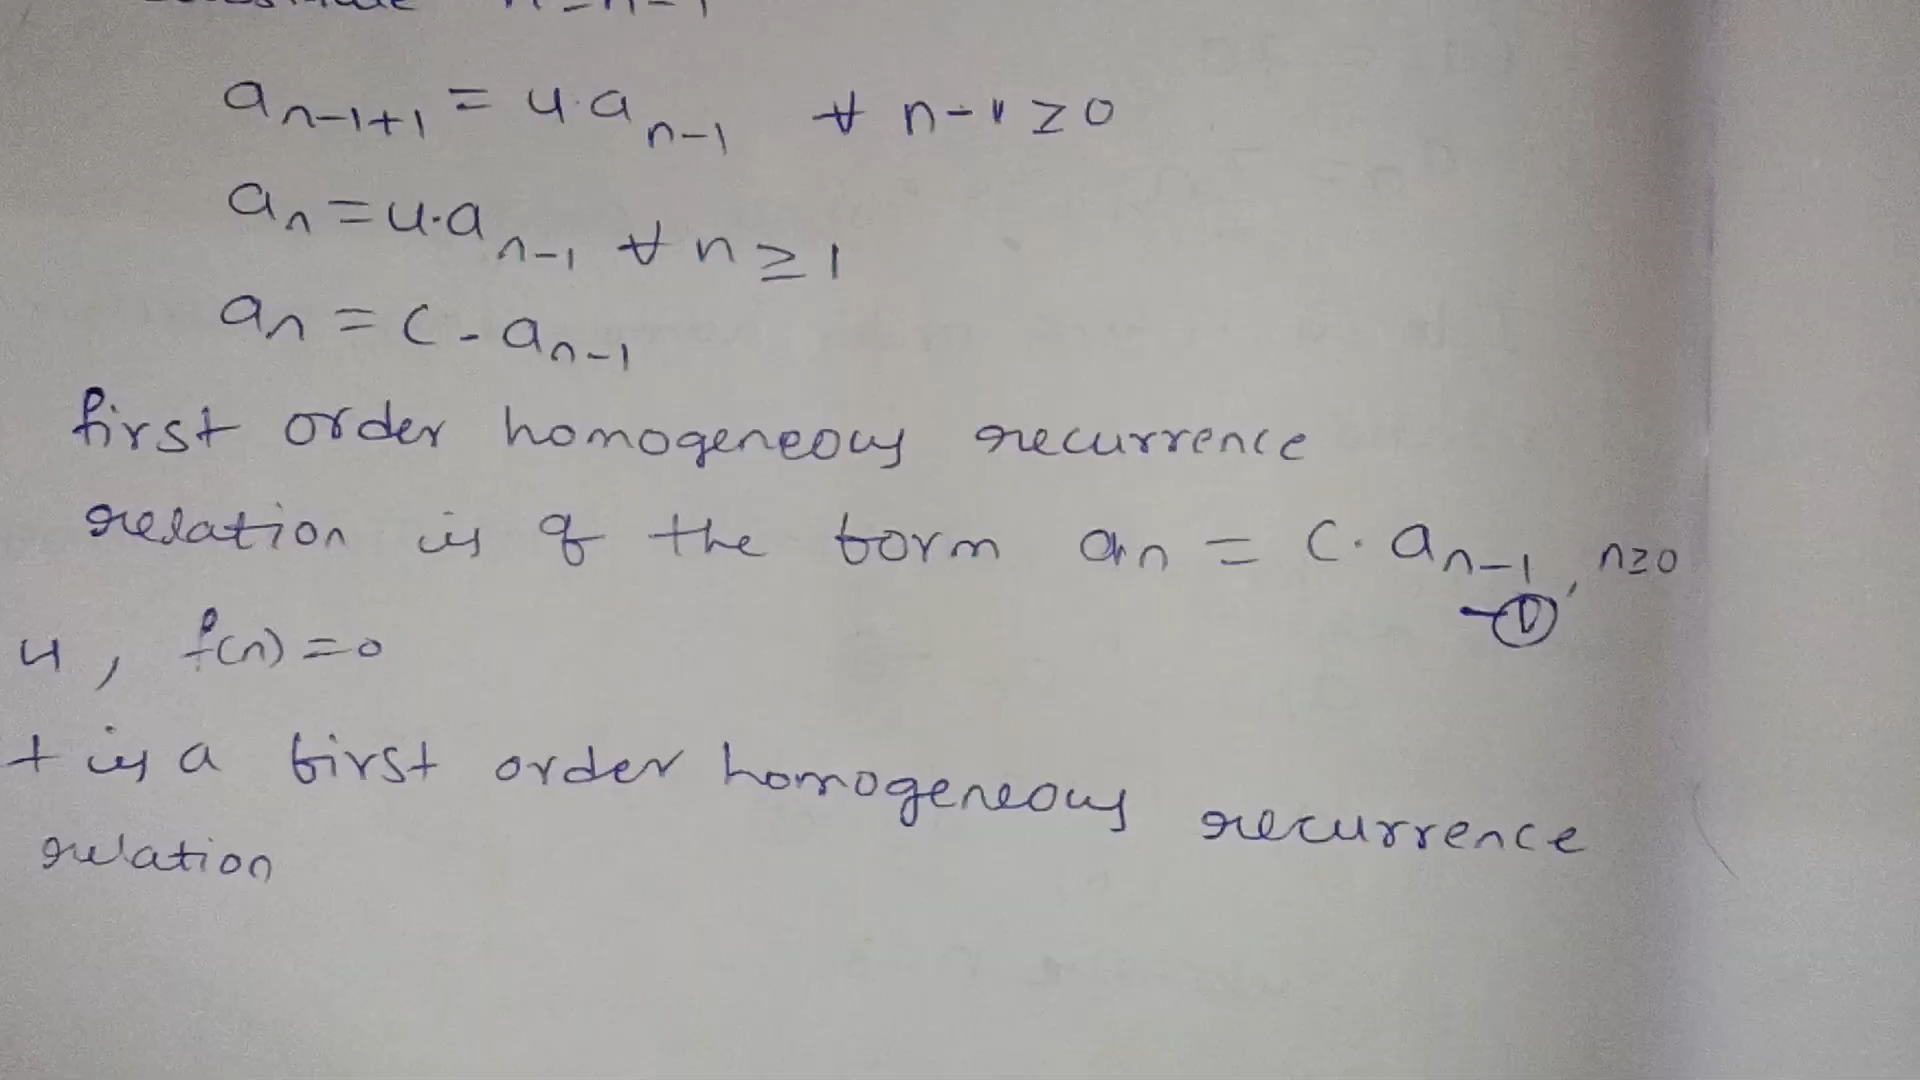 n = n-1
a_{n-1+1} = 4.a_{n-1} ∀ n-1 ≥ 0
a_n = 4.a_{n-1} ∀ n ≥ 1
a_n = c.a_{n-1}
first order homogeneous recurrence
relation is of the form a_n = c.a_{n-1}, n≥0
—①
4, f(n) = 0
t is a first order homogeneous recurrence
relation